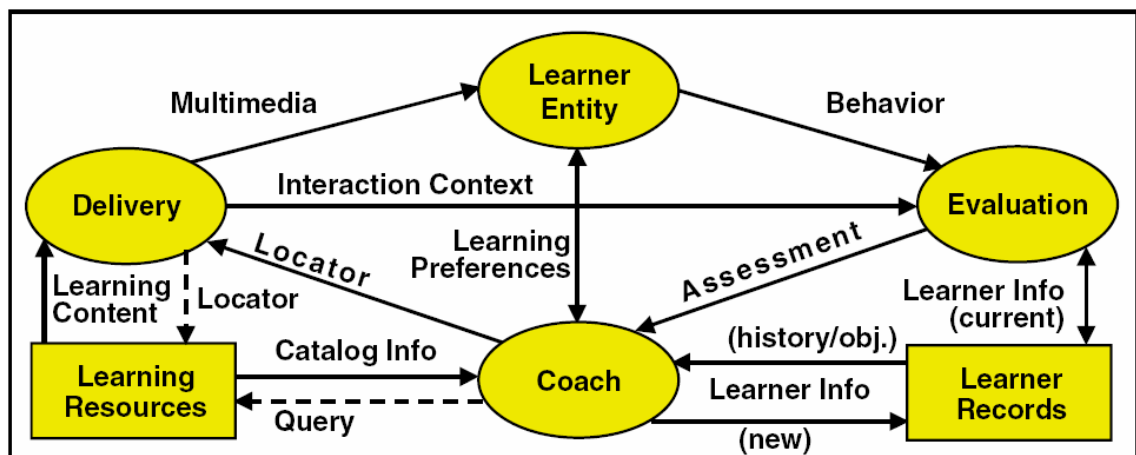 Learner
Entity
Multimedia
Behavior
Delivery
Interaction Context
Evaluation
Locator
Learning
Preferences
Assessment
Learning
Content
Locator
Learner Info
(current)
Catalog Info
(history/obj.)
Learning
Resources
Coach
Learner Info
Learner
Records
Query
(new)